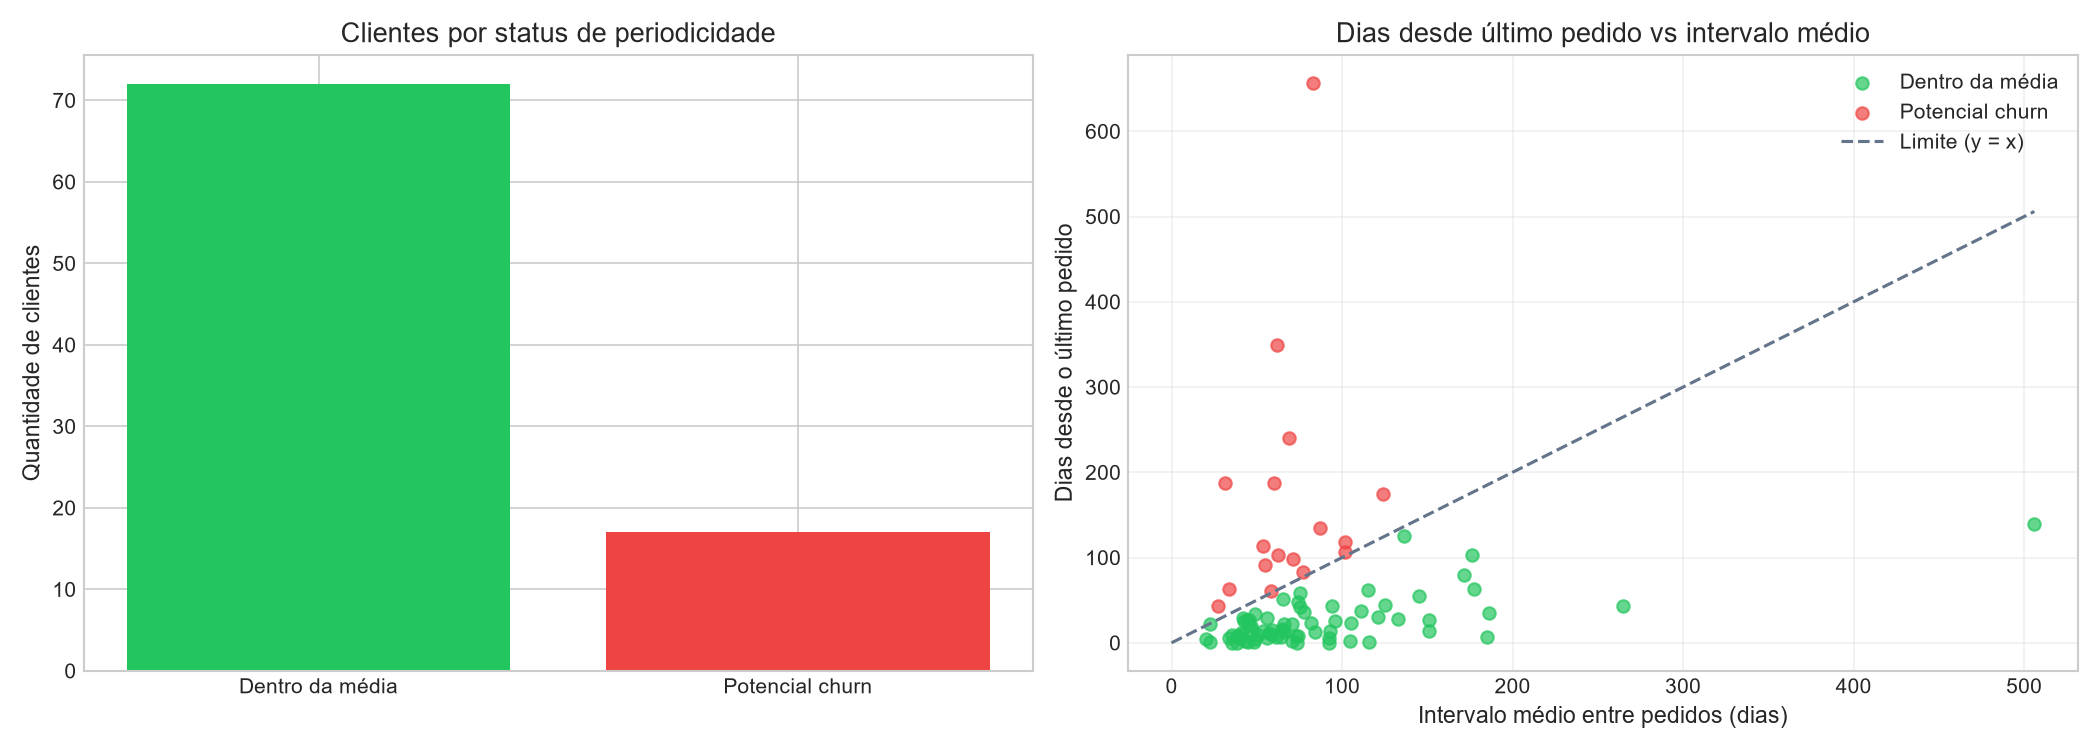 Clientes por status de periodicidade
Quantidade de clientes
70
60
50
40
30
20
10
0
Dentro da média
Potencial churn
Dias desde último pedido vs intervalo médio
Dentro da média
Potencial churn
Limite (y = x)
Dias desde o último pedido
600
500
400
300
200
100
0
0
100
200
300
400
500
Intervalo médio entre pedidos (dias)